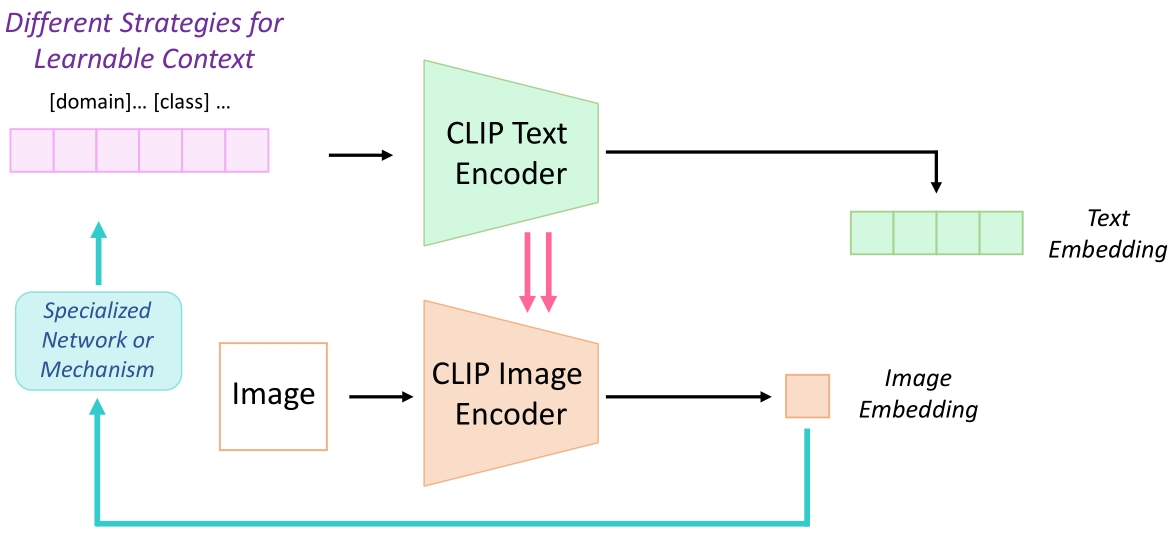 Different Strategies for
Learnable Context
[domain]... [class] ...
CLIP Text
Encoder
Text
Embedding
Specialized
Network or
Mechanism
Image
CLIP Image
Encoder
Image
Embedding